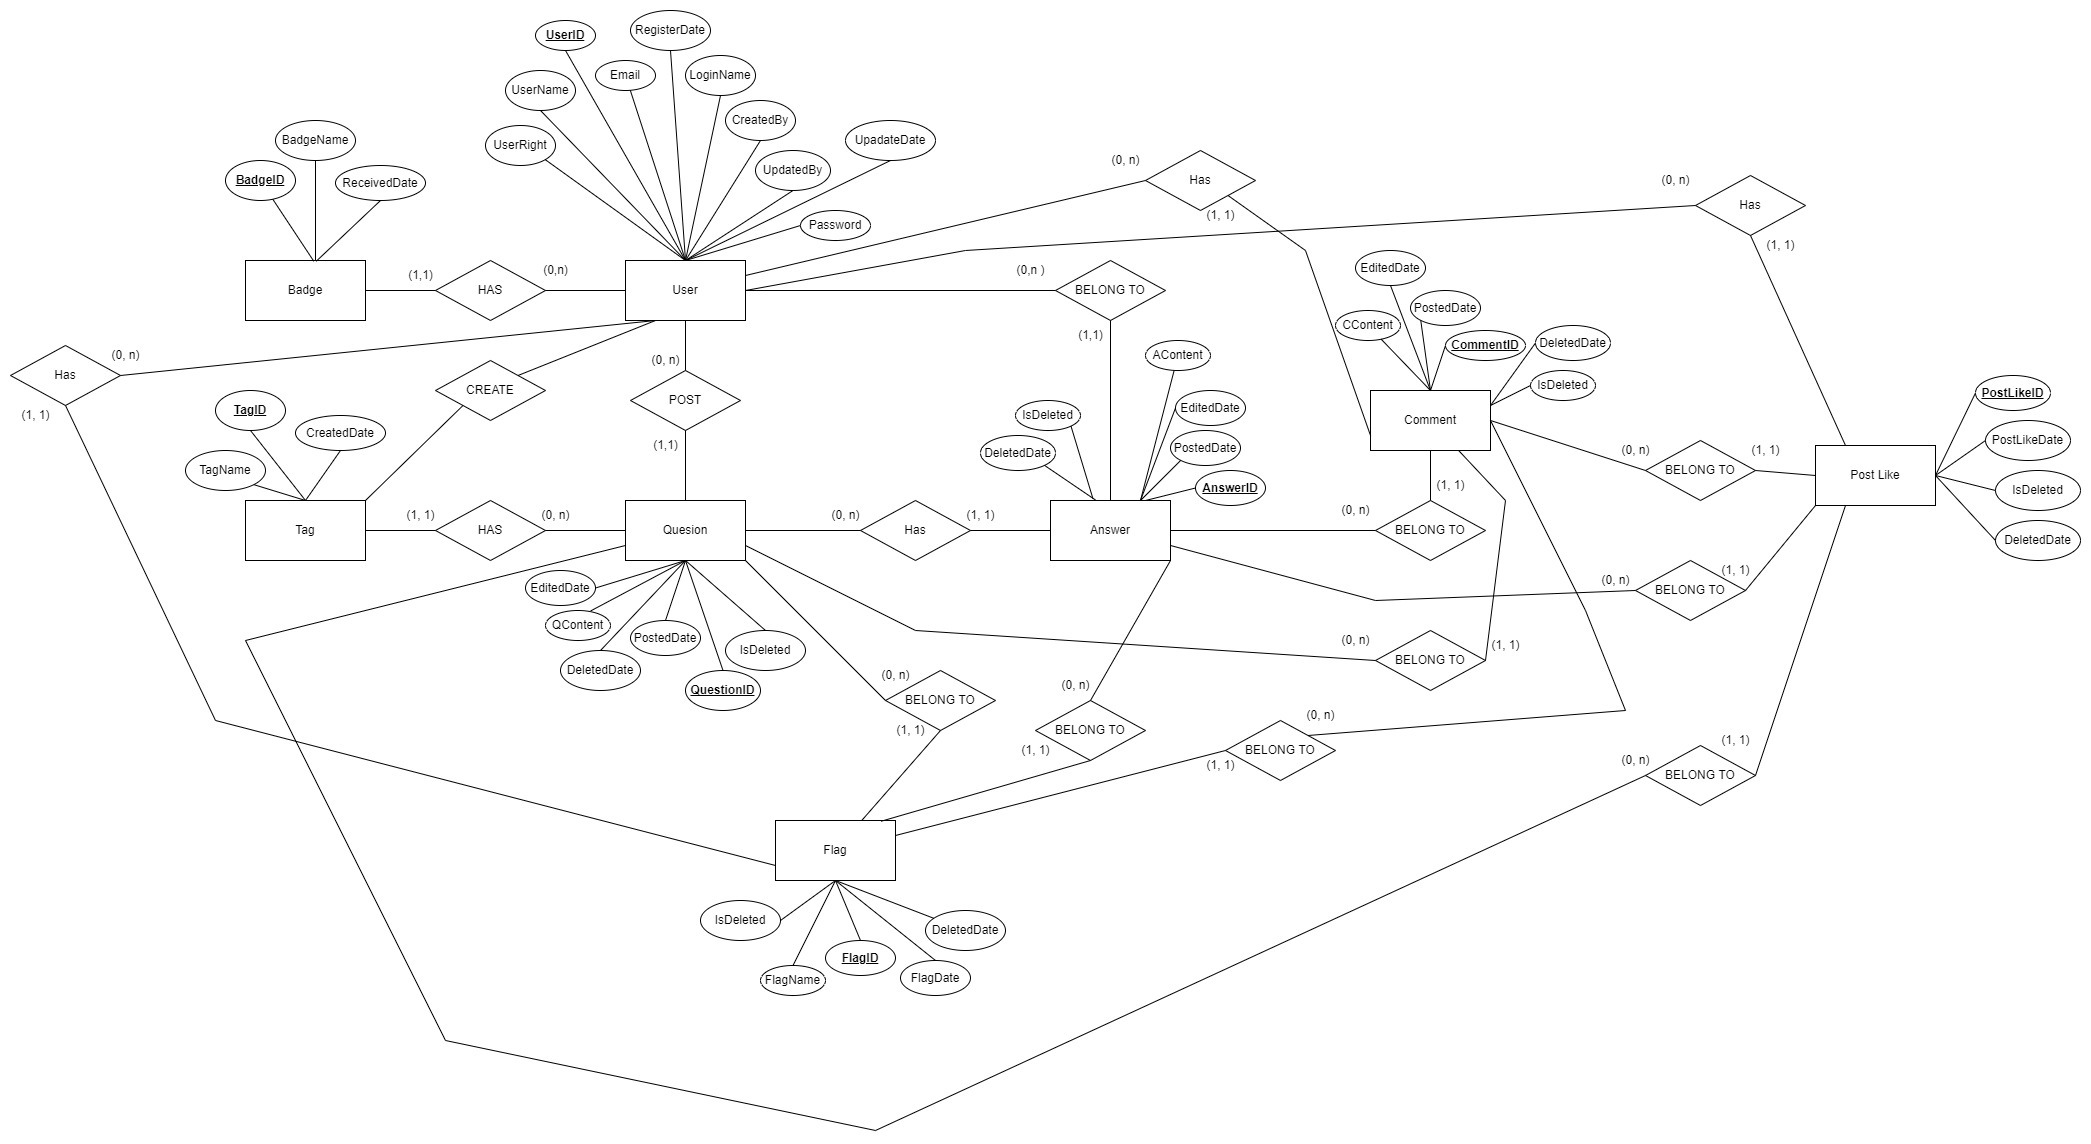 RegisterDate
UserID
Email
LoginName
UserName
CreatedBy
UserRight
BadgeName
UpadateDate
UpdatedBy
BadgeID
ReceivedDate
Password
(0, n)
Has
(1, 1)
(0, n)
Has
(1, 1)
Badge
(1,1)
HAS
(0,n)
User
(0,n )
BELONG TO
(1,1)
EditedDate
PostedDate
CContent
CommentID
DeletedDate
IsDeleted
Has
(0, n)
(1, 1)
CREATE
(0, n)
POST
(1,1)
AContent
TagID
CreatedDate
TagName
IsDeleted
DeletedDate
EditedDate
PostedDate
AnswerID
Comment
(1, 1)
(0, n)
BELONG TO
(1, 1)
Post Like
PostLikeID
PostLikeDate
IsDeleted
DeletedDate
Tag
(1, 1)
HAS
(0, n)
Quesion
(0, n)
Has
(1, 1)
Answer
(0, n)
BELONG TO
(0, n)
BELONG TO
(1, 1)
EditedDate
QContent
DeletedDate
PostedDate
IsDeleted
QuestionID
(0, n)
BELONG TO
(1, 1)
(0, n)
BELONG TO
(1, 1)
(0, n)
BELONG TO
(1, 1)
(0, n)
BELONG TO
(1, 1)
(0, n)
BELONG TO
(1, 1)
Flag
IsDeleted
FlagName
FlagID
FlagDate
DeletedDate